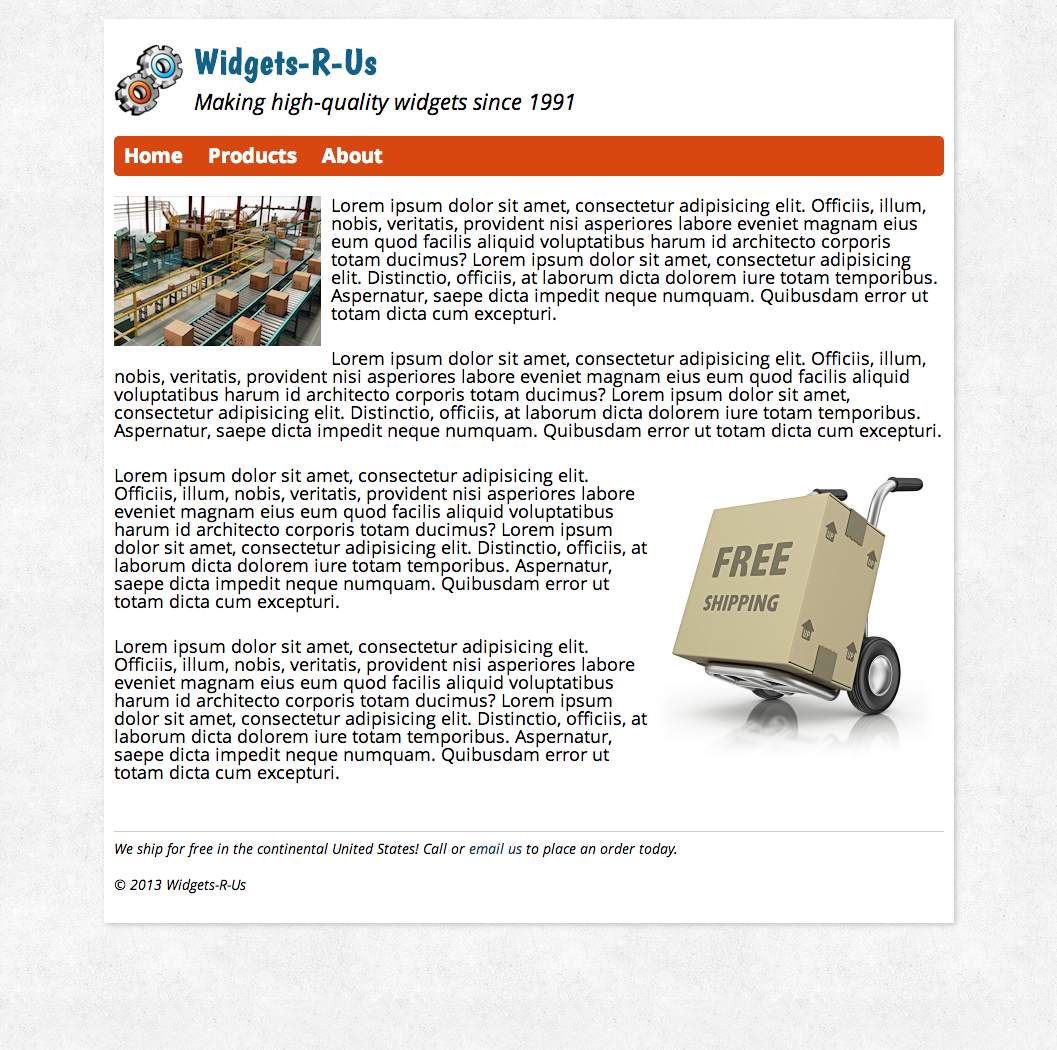 Widgets-R-Us
Making high-quality widgets since 1991
Home Products About
Lorem ipsum dolor sit amet, consectetur adipisicing elit. Officiis, illum,
nobis, veritatis, provident nisi asperiores labore eveniet magnam eius
eum quod facilis aliquid voluptatibus harum id architecto corporis
totam ducimus? Lorem ipsum dolor sit amet, consectetur adipisicing
elit. Distinctio, officiis, at laborum dicta dolorem iure totam temporibus.
Aspernatur, saepe dicta impedit neque numquam. Quibusdam error ut
totam dicta cum excepturi.
Lorem ipsum dolor sit amet, consectetur adipisicing elit. Officiis, illum,
nobis, veritatis, provident nisi asperiores labore eveniet magnam eius eum quod facilis aliquid
voluptatibus harum id architecto corporis totam ducimus? Lorem ipsum dolor sit amet,
consectetur adipisicing elit. Distinctio, officiis, at laborum dicta dolorem iure totam temporibus.
Aspernatur, saepe dicta impedit neque numquam. Quibusdam error ut totam dicta cum excepturi.
Lorem ipsum dolor sit amet, consectetur adipisicing elit.
Officiis, illum, nobis, veritatis, provident nisi asperiores labore
eveniet magnam eius eum quod facilis aliquid voluptatibus
harum id architecto corporis totam ducimus? Lorem ipsum
dolor sit amet, consectetur adipisicing elit. Distinctio, officiis, at
laborum dicta dolorem iure totam temporibus. Aspernatur,
saepe dicta impedit neque numquam. Quibusdam error ut
totam dicta cum excepturi.
Lorem ipsum dolor sit amet, consectetur adipisicing elit.
Officiis, illum, nobis, veritatis, provident nisi asperiores labore
eveniet magnam eius eum quod facilis aliquid voluptatibus
harum id architecto corporis totam ducimus? Lorem ipsum
dolor sit amet, consectetur adipisicing elit. Distinctio, officiis, at
laborum dicta dolorem iure totam temporibus. Aspernatur,
saepe dicta impedit neque numquam. Quibusdam error ut
totam dicta cum excepturi.
FREE
SHIPPING
UP
UP
UP
UP
We ship for free in the continental United States! Call or email us to place an order today.
© 2013 Widgets-R-Us